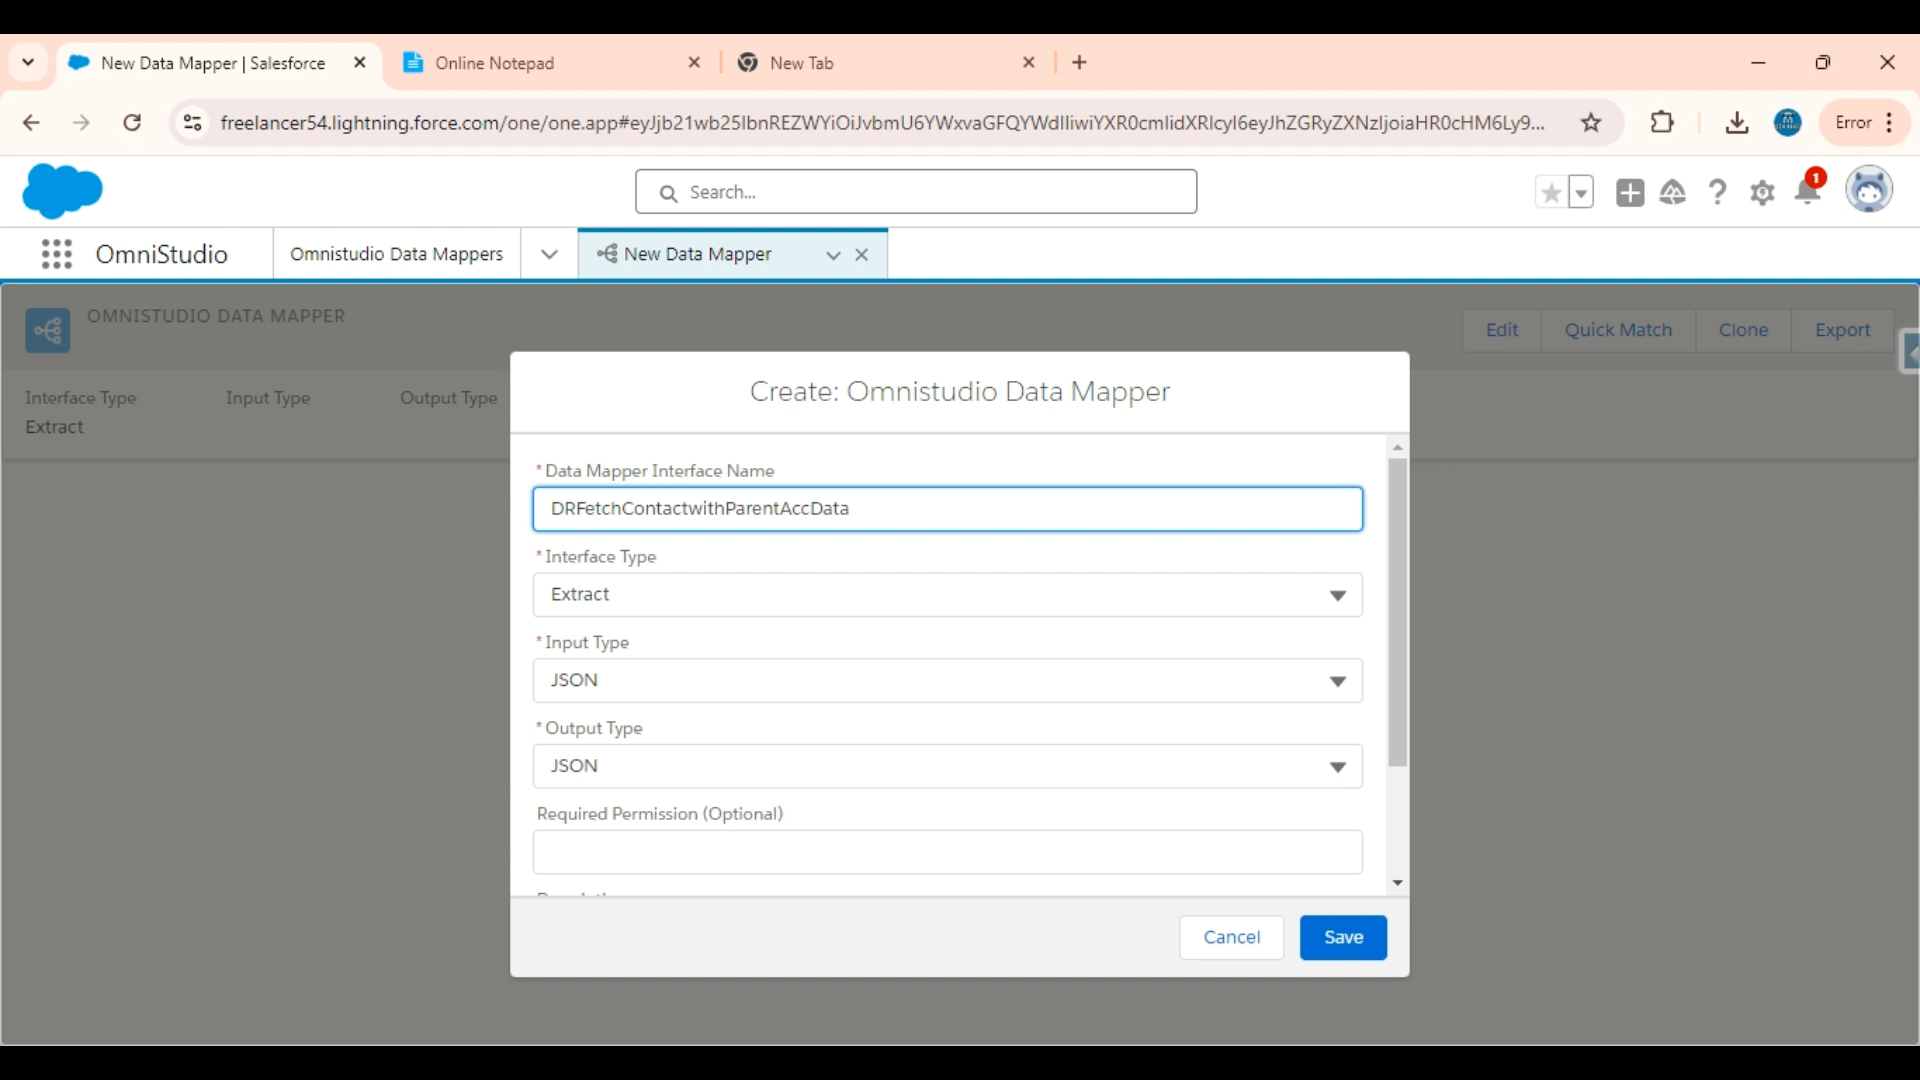 New Data Mapper | Salesforce
Online Notepad
New Tab
freelancer54.lightning.force.com/one/one.app#eyJjb21wb25lbnREZWYiOiJvbmU6YWxvaGFQYWdlIiwiYXR0cmlidXRlcyI6eyJhZGRyZXNzIjoiaHR0cHM6Ly9...
Error
Search...
1
OmniStudio
Omnistudio Data Mappers
New Data Mapper
OMNISTUDIO DATA MAPPER
Edit
Quick Match
Clone
Export
Interface Type
Input Type
Output Type
Extract
Create: Omnistudio Data Mapper
* Data Mapper Interface Name
DRFetchContactwithParentAccData
* Interface Type
Extract
* Input Type
JSON
* Output Type
JSON
Required Permission (Optional)
Cancel
Save